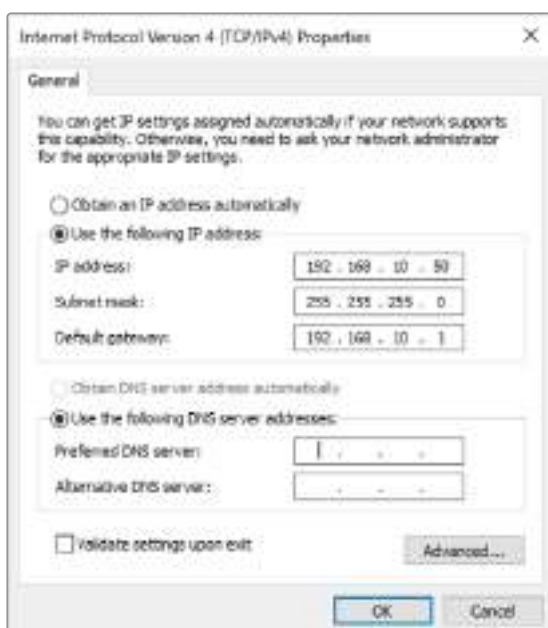 Internet Protocol Version 4 (TCP/IPv4) Properties
General
You can get IP settings assigned automatically if your network supports
this capability. Otherwise, you need to ask your network administrator
for the appropriate IP settings.
Obtain an IP address automatically
Use the following IP address:
IP address: 192 . 168 . 10 . 50
Subnet mask: 255 . 255 . 255 . 0
Default gateway: 192 . 168 . 10 . 1
Obtain DNS server address automatically
Use the following DNS server addresses:
Preferred DNS server: . . .
Alternative DNS server: . . .
Validate settings upon exit
Advanced...
OK Cancel